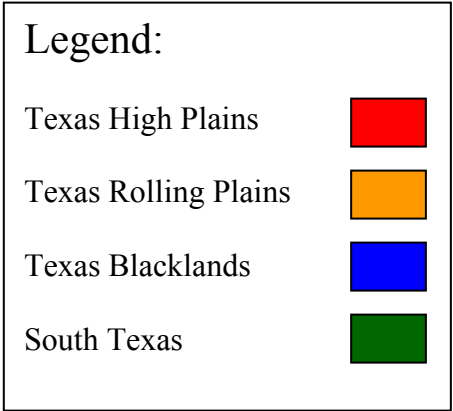 Legend:
Texas High Plains
Texas Rolling Plains
Texas Blacklands
South Texas